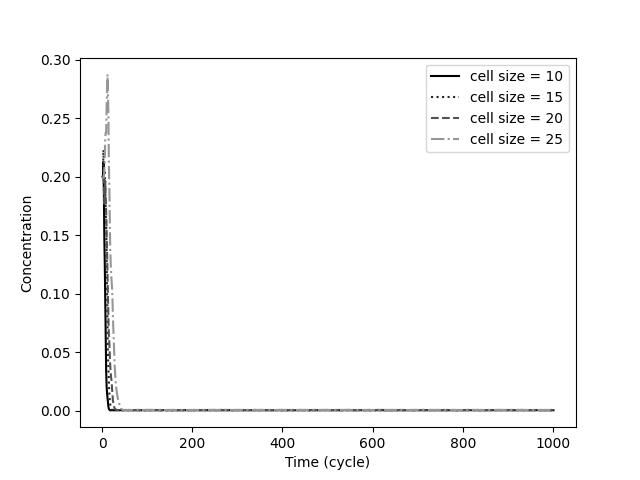 0.30
0.25
0.20
0.15
0.10
0.05
0.00
Concentration
0 200 400 600 800 1000
Time (cycle)
cell size = 10
cell size = 15
cell size = 20
cell size = 25